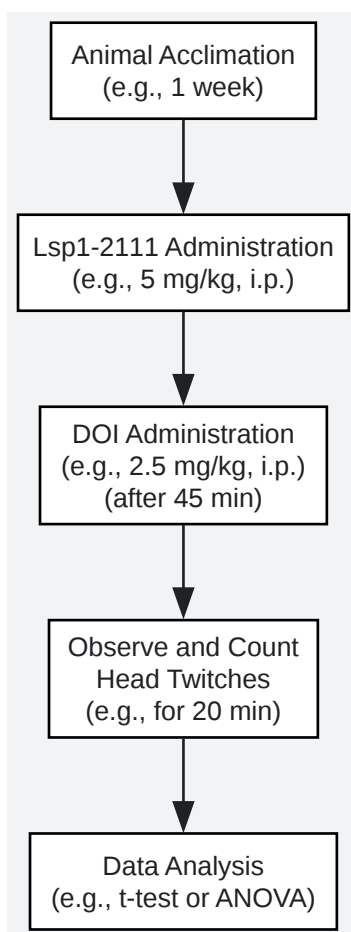 Animal Acclimation
(e.g., 1 week)
Lsp1-2111 Administration
(e.g., 5 mg/kg, i.p.)
DOI Administration
(e.g., 2.5 mg/kg, i.p.)
(after 45 min)
Observe and Count
Head Twitches
(e.g., for 20 min)
Data Analysis
(e.g., t-test or ANOVA)